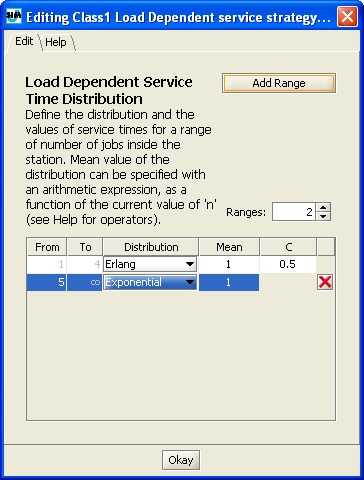 SIM Editing Class1 Load Dependent service strategy...
Edit Help
Load Dependent Service
Time Distribution
Define the distribution and the
values of service times for a range
of number of jobs inside the
station. Mean value of the
distribution can be specified with
an arithmetic expression, as a
function of the current value of 'n'
(see Help for operators).
Add Range
Ranges: 2
From To Distribution Mean C
1 4 Erlang 1 0.5
5 ∞ Exponential 1
Okay